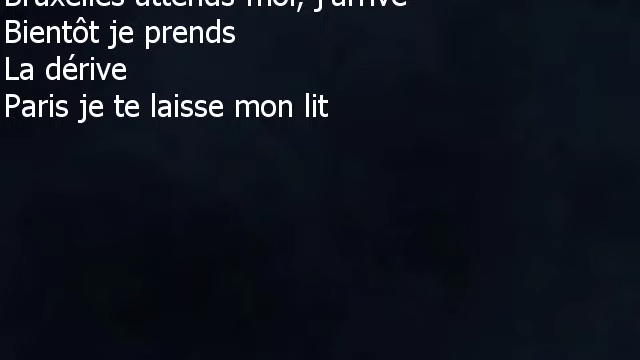 Bruxelles attends moi, j'arrive
Bientôt je prends
La dérive
Paris je te laisse mon lit